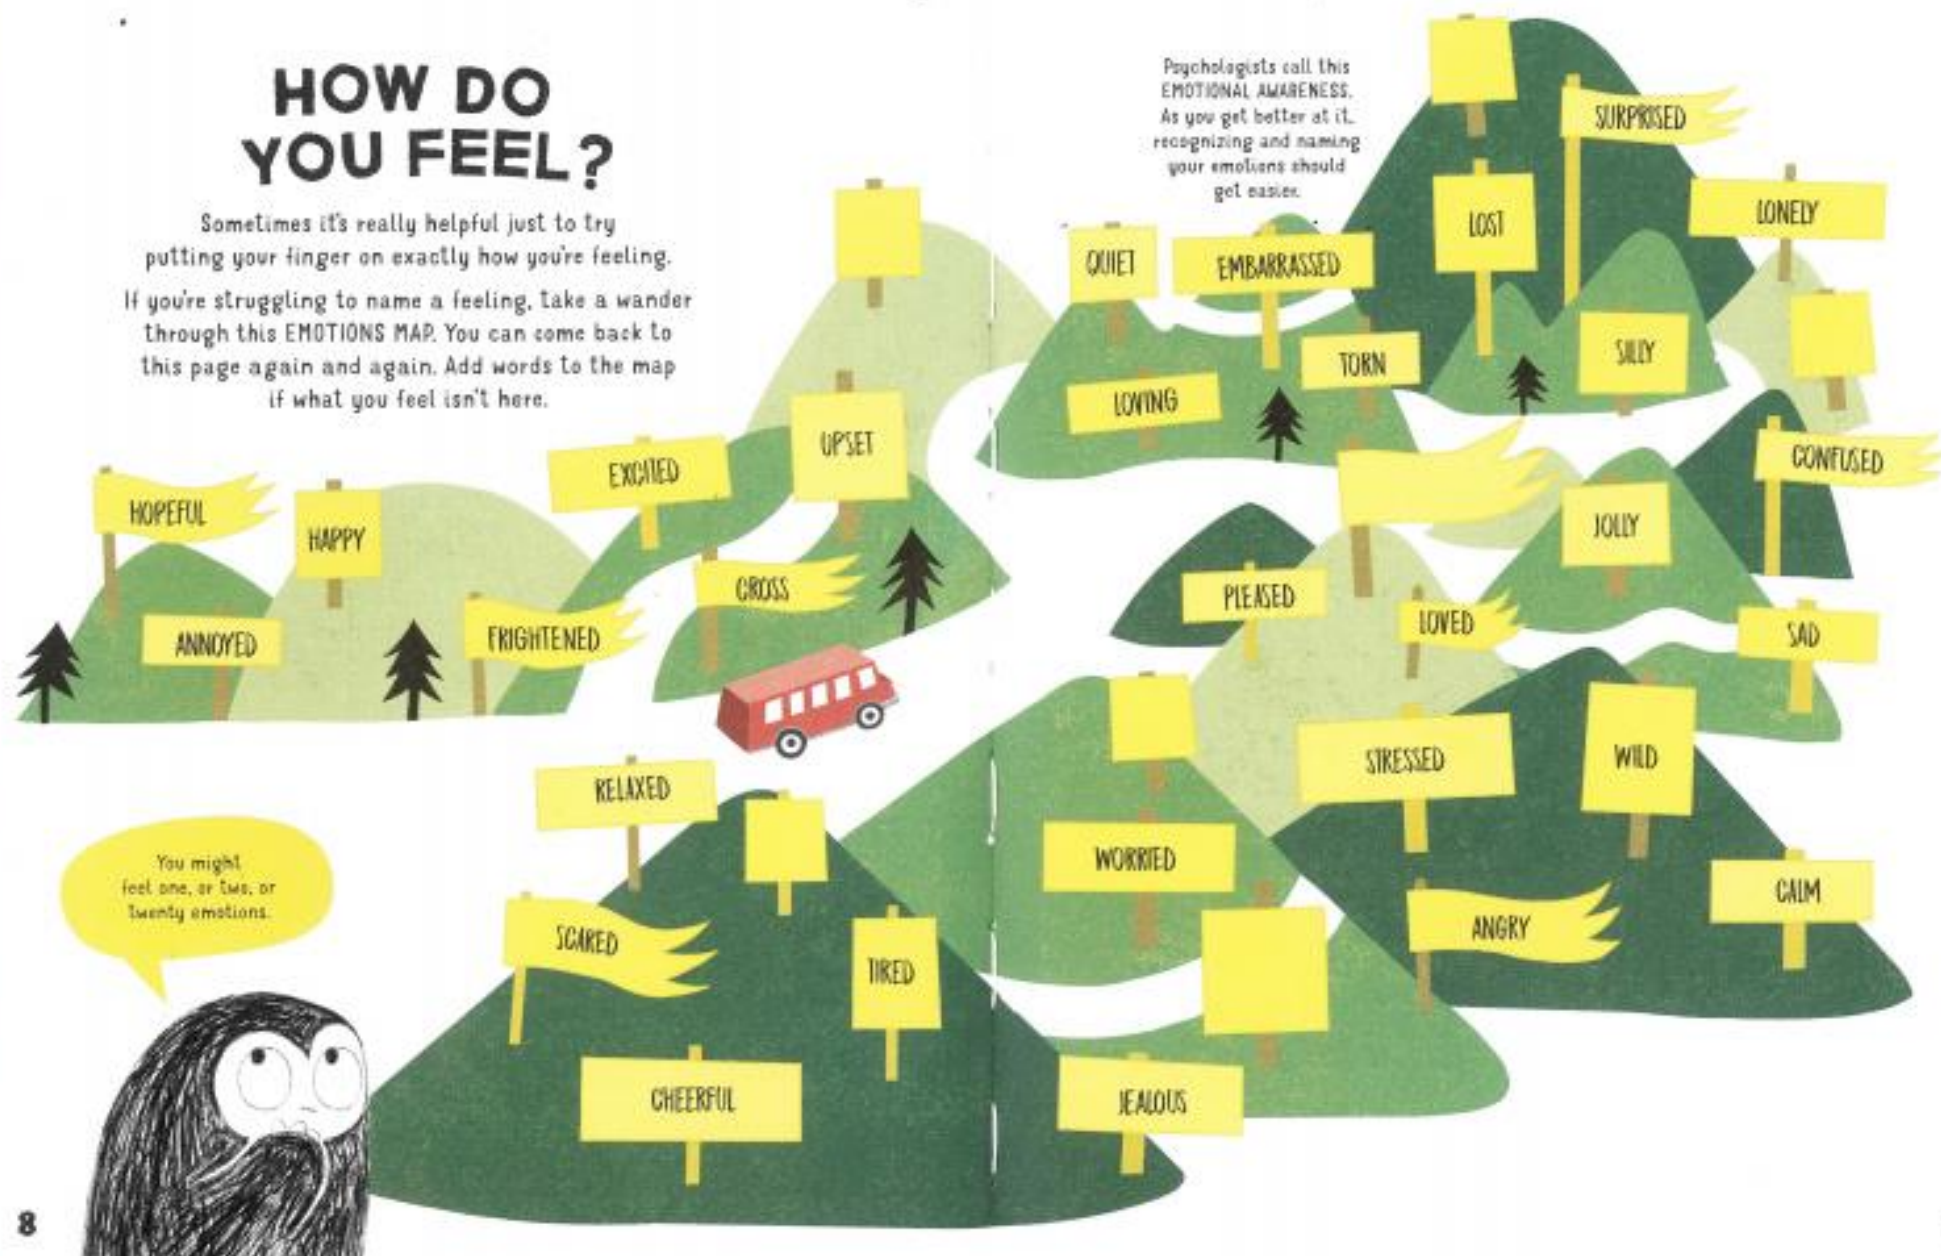 HOW DO
YOU FEEL?
Sometimes it's really helpful just to try
putting your finger on exactly how you're feeling.
If you're struggling to name a feeling, take a wander
through this EMOTIONS MAP. You can come back to
this page again and again. Add words to the map
if what you feel isn't here.
Psychologists call this
EMOTIONAL AWARENESS.
As you get better at it,
recognizing and naming
your emotions should
get easier.
SURPRISED
LOST
LONELY
QUIET
EMBARRASSED
TORN
SILLY
LOVING
UPSET
EXCITED
CONFUSED
HOPEFUL
HAPPY
JOLLY
CROSS
PLEASED
LOVED
SAD
ANNOYED
FRIGHTENED
STRESSED
WILD
RELAXED
WORRIED
CALM
ANGRY
SCARED
TIRED
CHEERFUL
JEALOUS
You might
feel one, or two, or
twenty emotions.
8